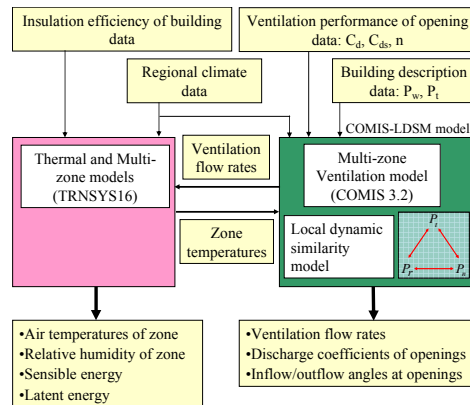 Insulation efficiency of building
data
Ventilation performance of opening
data: Cd, Cds, n
Regional climate
data
Building description
data: Pw, Pt
COMIS-LDSM model
Thermal and Multi-
zone models
(TRNSYS16)
Ventilation
flow rates
Multi-zone
Ventilation model
(COMIS 3.2)
Zone
temperatures
Local dynamic
similarity
model
Pt
Pr
•Air temperatures of zone
•Relative humidity of zone
•Sensible energy
•Latent energy
•Ventilation flow rates
•Discharge coefficients of openings
•Inflow/outflow angles at openings